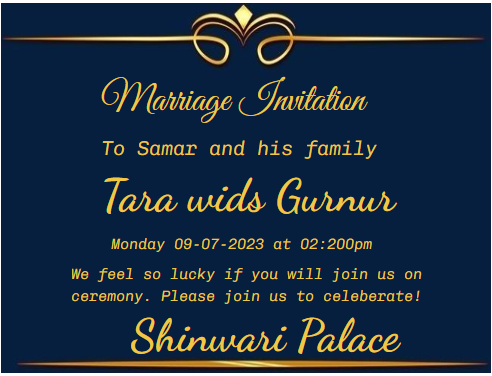 Marriage Invitation
To Samar and his family
Tara wids Gurnur
Monday 09-07-2023 at 02:200pm
We feel so lucky if you will join us on
ceremony. Please join us to celeberate!
Shinwari Palace